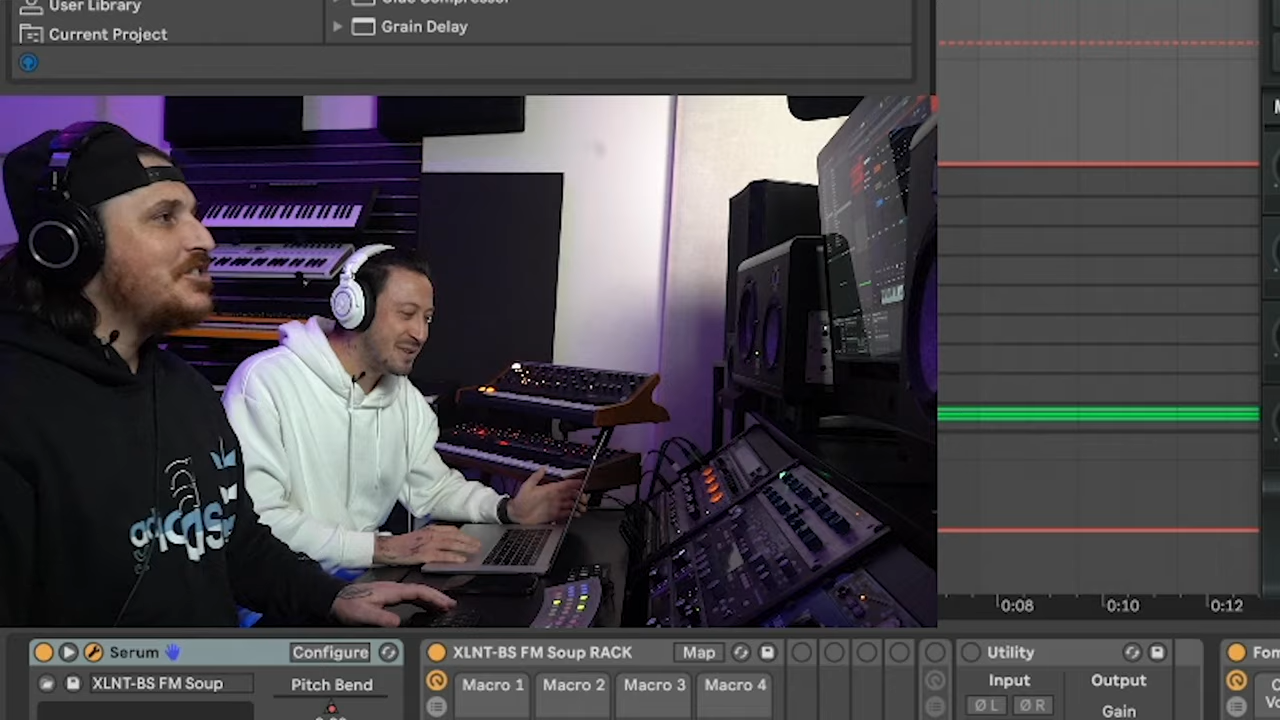 User Library
Grain Delay
Current Project
adidas
0:08
0:10
0:12
Serum
Configure
XLNT-BS FM Soup RACK
Map
Utility
XLNT-BS FM Soup
Pitch Bend
Macro 1
Macro 2
Macro 3
Macro 4
Input
Output
Ø L
Ø R
Gain